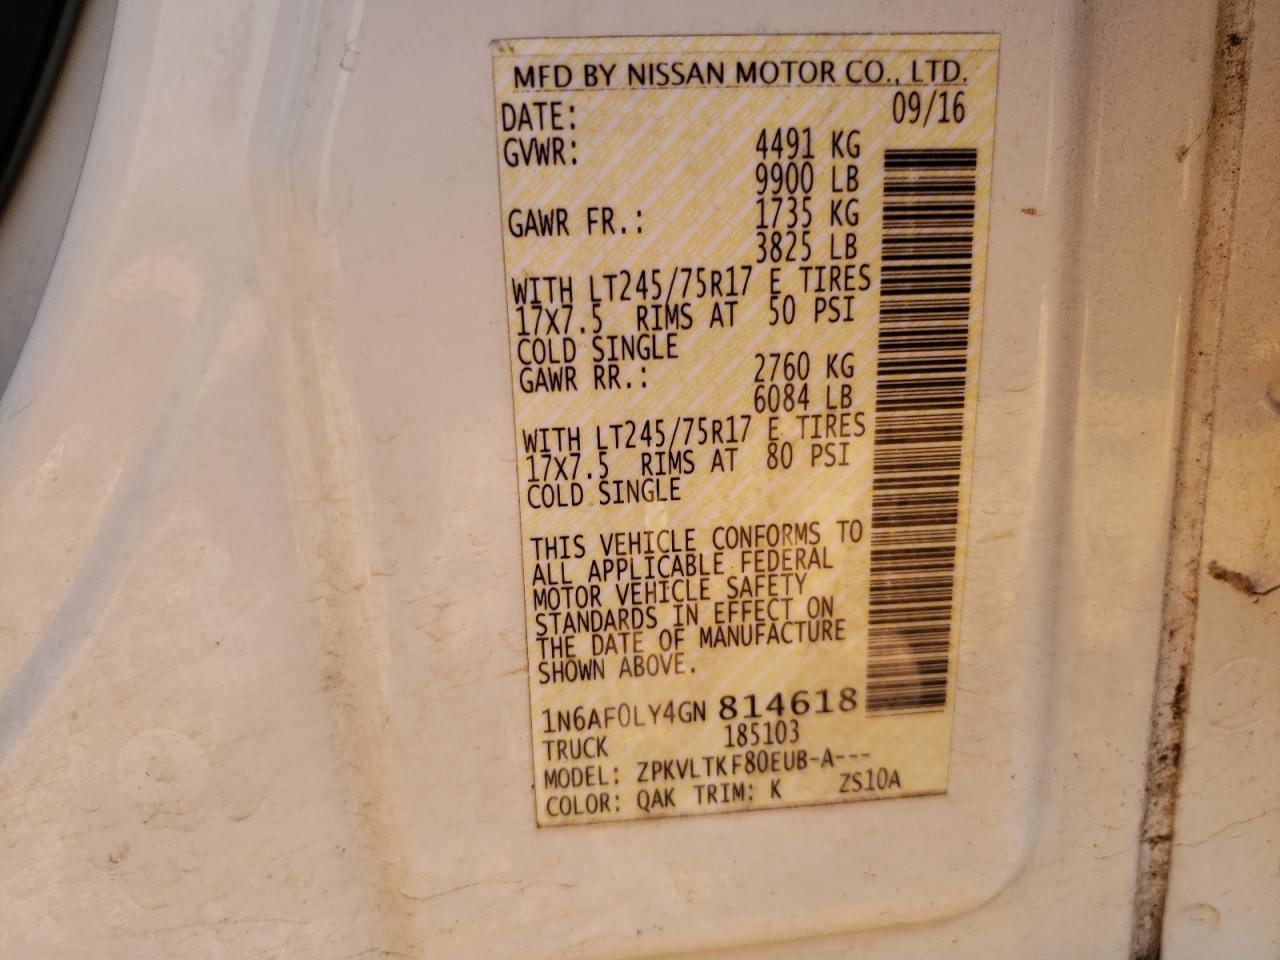 MFD BY NISSAN MOTOR CO., LTD.
DATE: 09/16
GVWR: 4491 KG
9900 LB
GAWR FR.: 1735 KG
3825 LB
WITH LT245/75R17 E TIRES
17X7.5 RIMS AT 50 PSI
COLD SINGLE
GAWR RR.: 2760 KG
6084 LB
WITH LT245/75R17 E TIRES
17X7.5 RIMS AT 80 PSI
COLD SINGLE
THIS VEHICLE CONFORMS TO
ALL APPLICABLE FEDERAL
MOTOR VEHICLE SAFETY
STANDARDS IN EFFECT ON
THE DATE OF MANUFACTURE
SHOWN ABOVE.
1N6AF0LY4GN 814618
TRUCK 185103
MODEL: ZPKVLTKF80EUB-A---
COLOR: QAK TRIM: K ZS10A